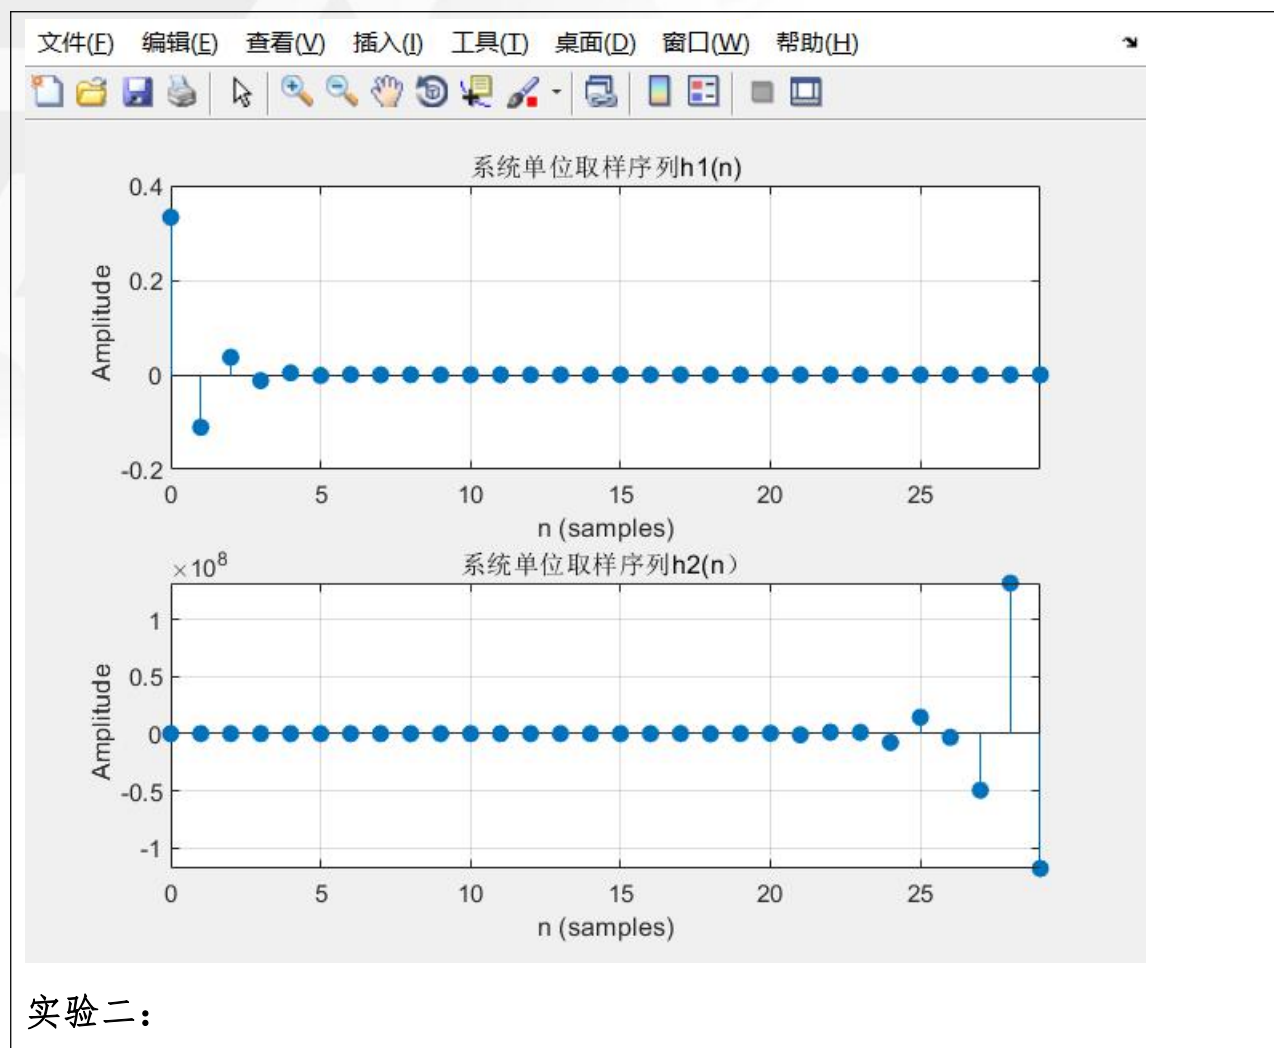 文件(F) 编辑(E) 查看(V) 插入(I) 工具(T) 桌面(D) 窗口(W) 帮助(H)
系统单位取样序列h1(n)
0.4
0.2
0
-0.2
Amplitude
0 5 10 15 20 25
n (samples)
×10^8
系统单位取样序列h2(n）
1
0.5
0
-0.5
-1
Amplitude
0 5 10 15 20 25
n (samples)
实验二：